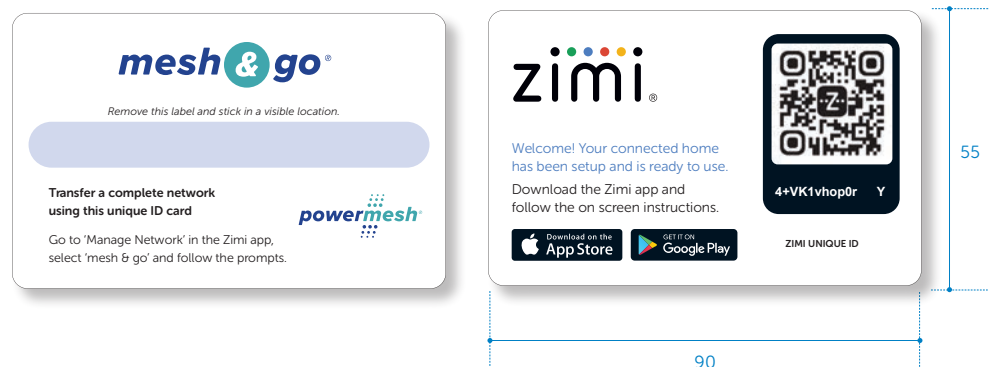 mesh & go ®
Remove this label and stick in a visible location.
Transfer a complete network
using this unique ID card
powermesh®
Go to ‘Manage Network’ in the Zimi app,
select ‘mesh & go’ and follow the prompts.
zimi ®
Welcome! Your connected home
has been setup and is ready to use.
Download the Zimi app and
follow the on screen instructions.
Download on the
App Store
GET IT ON
Google Play
Z
4+VK1vhop0r Y
ZIMI UNIQUE ID
55
90